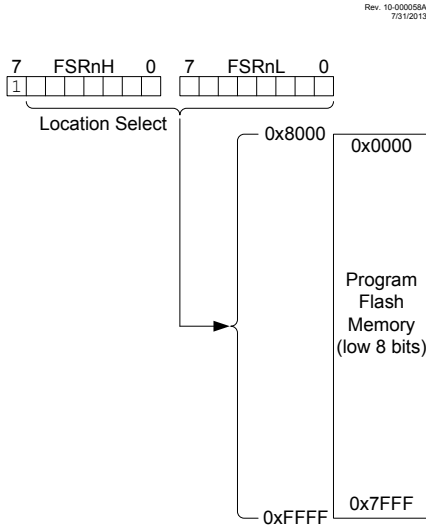 Rev. 10-000058A
7/31/2013
7 FSRnH 0 7 FSRnL 0
1
Location Select
0x8000
0x0000
Program
Flash
Memory
(low 8 bits)
0x7FFF
0xFFFF